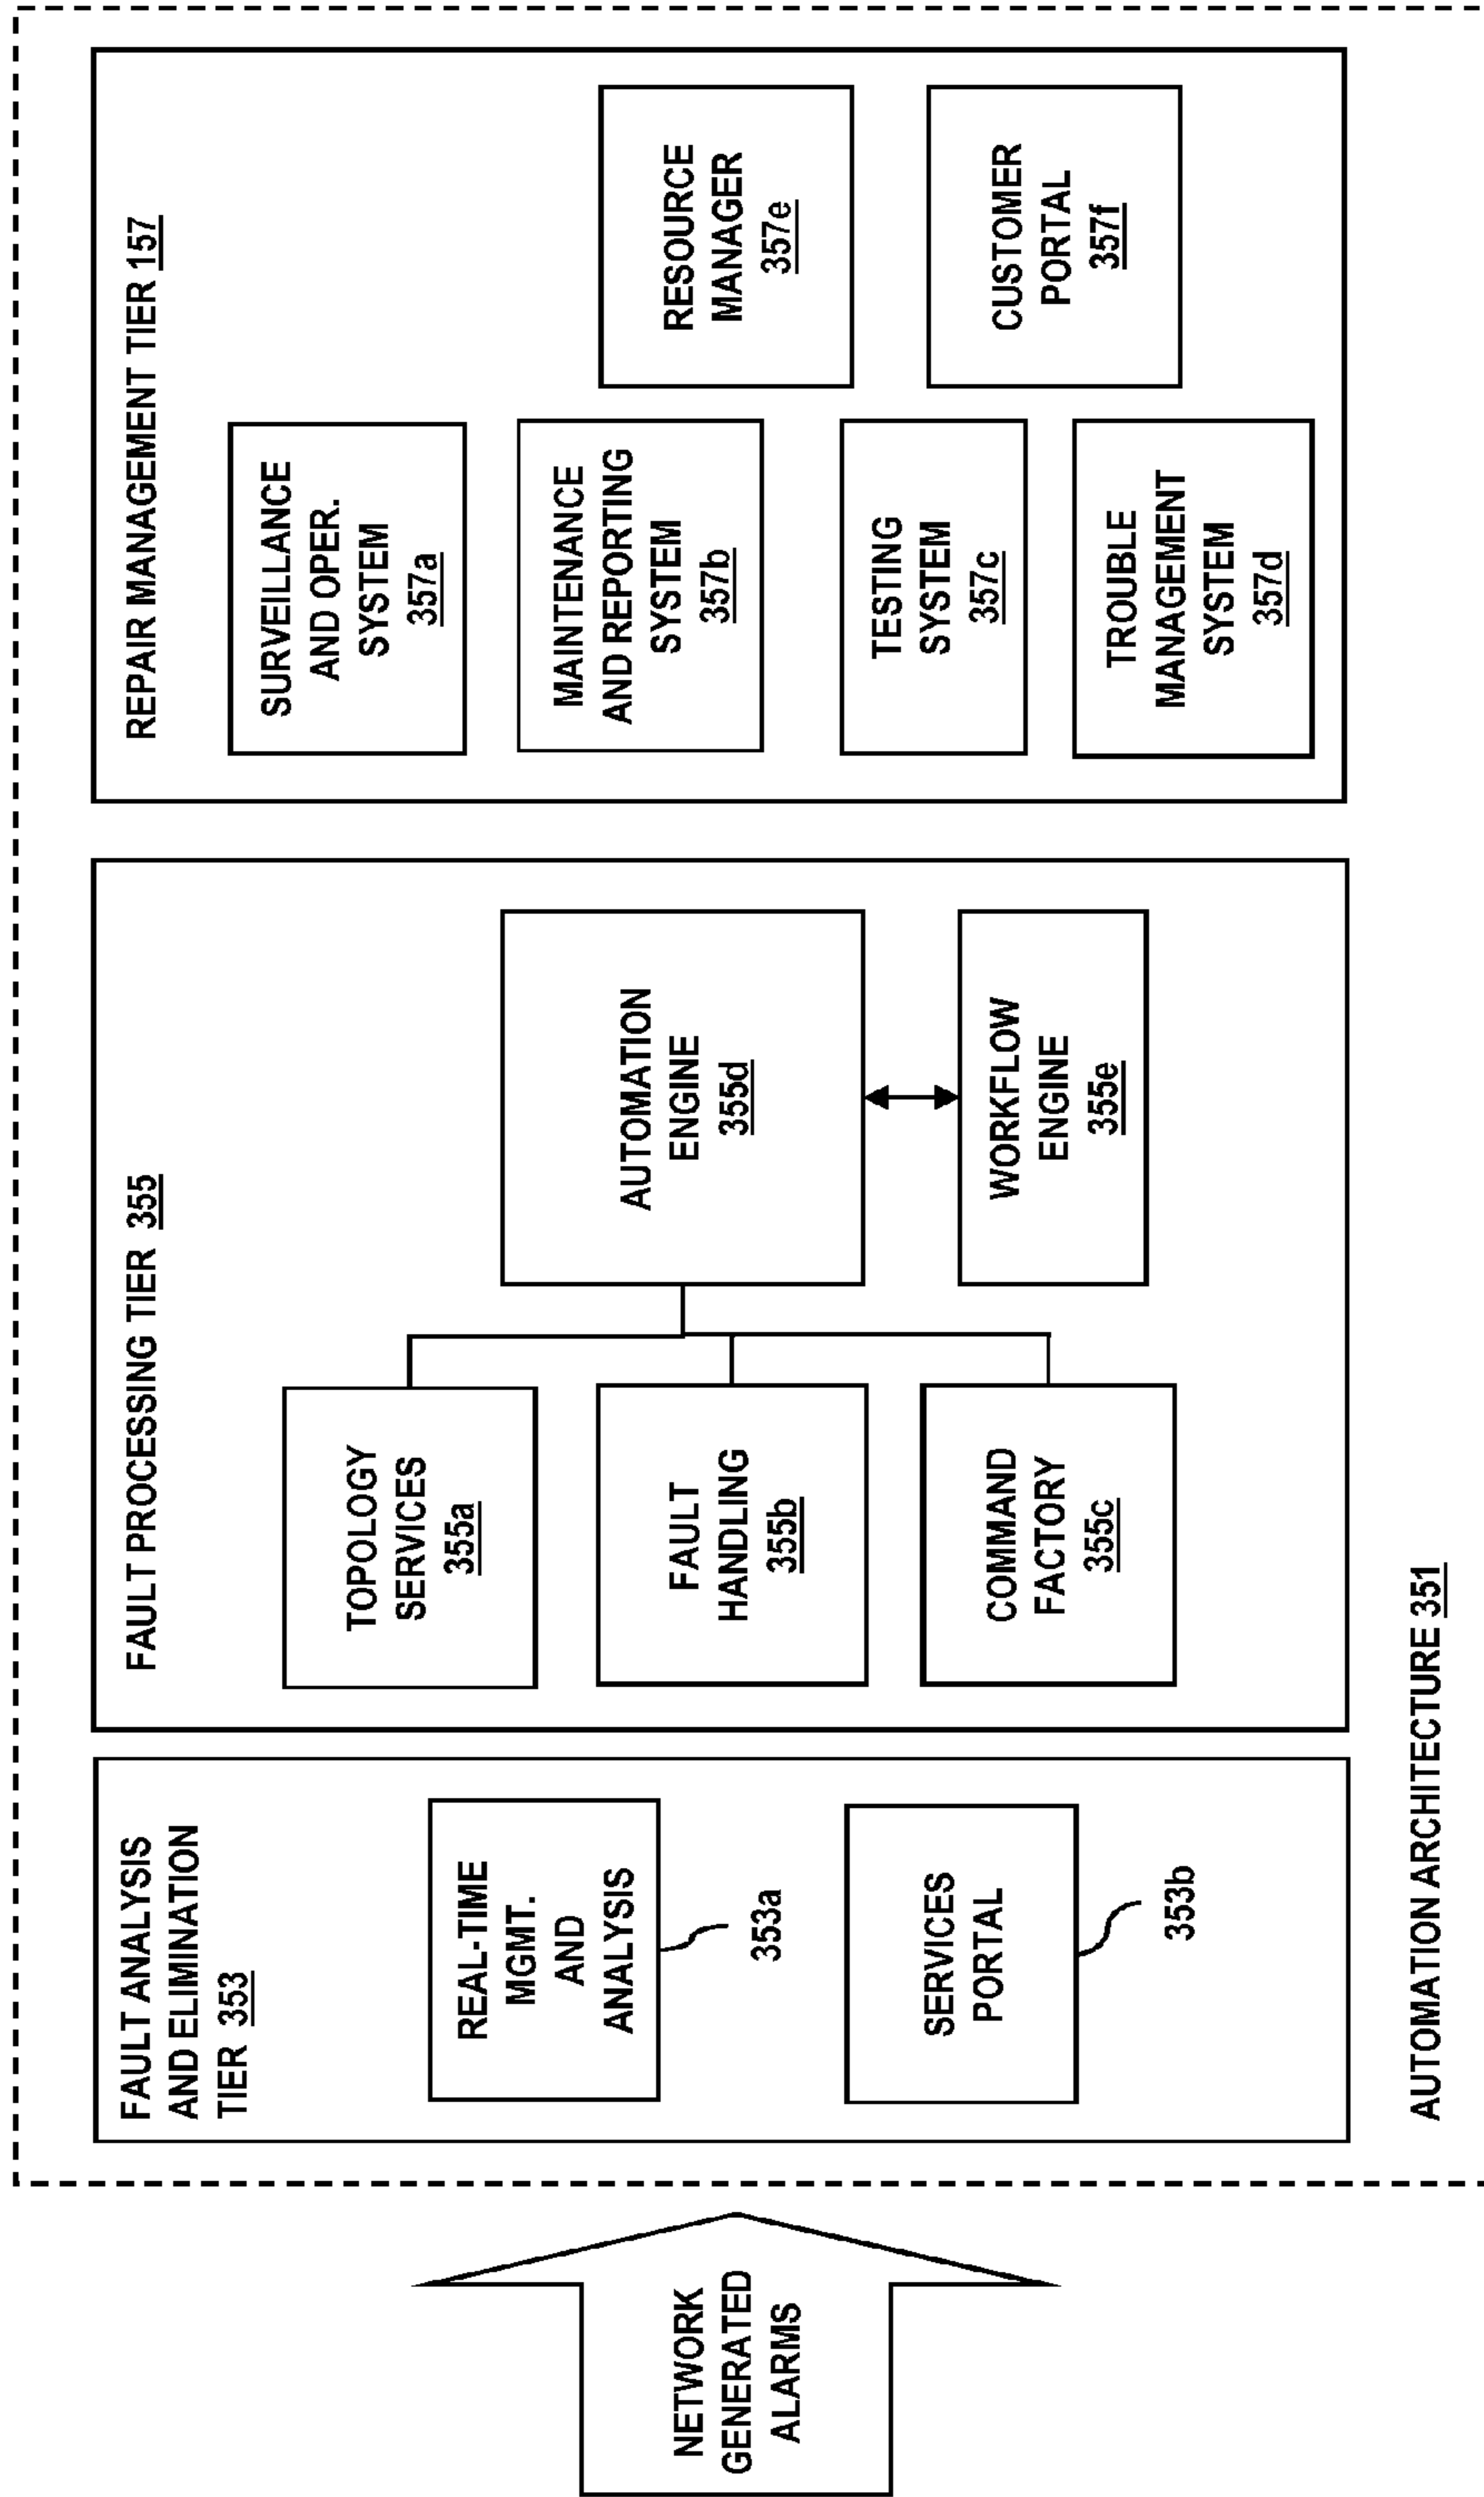 NETWORK
GENERATED
ALARMS
FAULT ANALYSIS
AND ELIMINATION
TIER 353
REAL-TIME
MGMT.
AND
ANALYSIS
353a
SERVICES
PORTAL
353b
FAULT PROCESSING TIER 355
TOPOLOGY
SERVICES
355a
FAULT
HANDLING
355b
COMMAND
FACTORY
355c
AUTOMATION
ENGINE
355d
WORKFLOW
ENGINE
355e
REPAIR MANAGEMENT TIER 157
SURVEILLANCE
AND OPER.
SYSTEM
357a
MAINTENANCE
AND REPORTING
SYSTEM
357b
TESTING
SYSTEM
357c
TROUBLE
MANAGEMENT
SYSTEM
357d
RESOURCE
MANAGER
357e
CUSTOMER
PORTAL
357f
AUTOMATION ARCHITECTURE 351